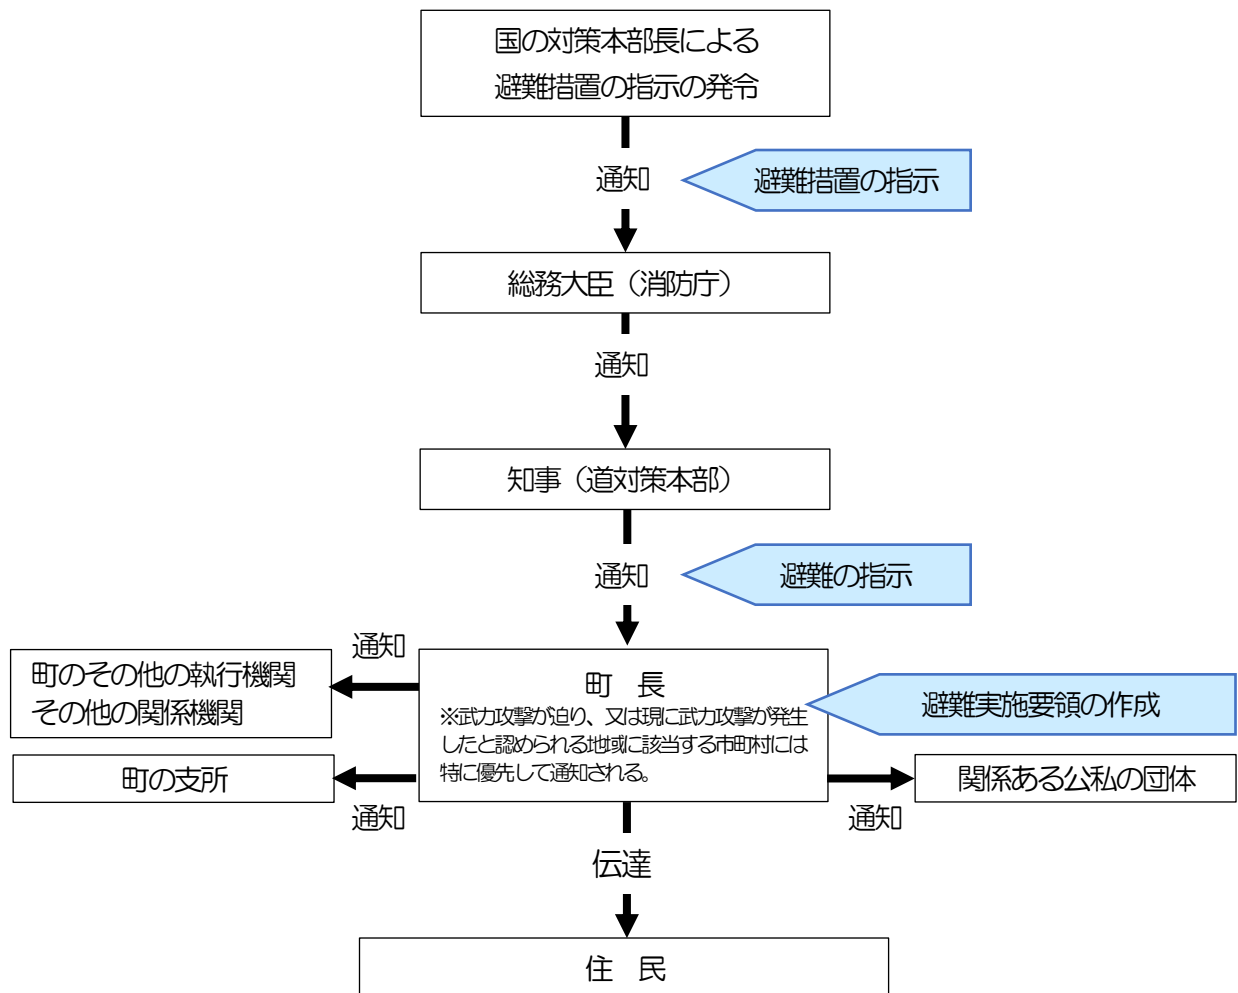 国の対策本部長による
避難措置の指示の発令
通知
避難措置の指示
総務大臣（消防庁）
通知
知事（道対策本部）
通知
避難の指示
通知
町のその他の執行機関
その他の関係機関
町　長
※武力攻撃が迫り、又は現に武力攻撃が発生
したと認められる地域に該当する市町村には
特に優先して通知される。
避難実施要領の作成
町の支所
関係ある公私の団体
通知
通知
伝達
住　民